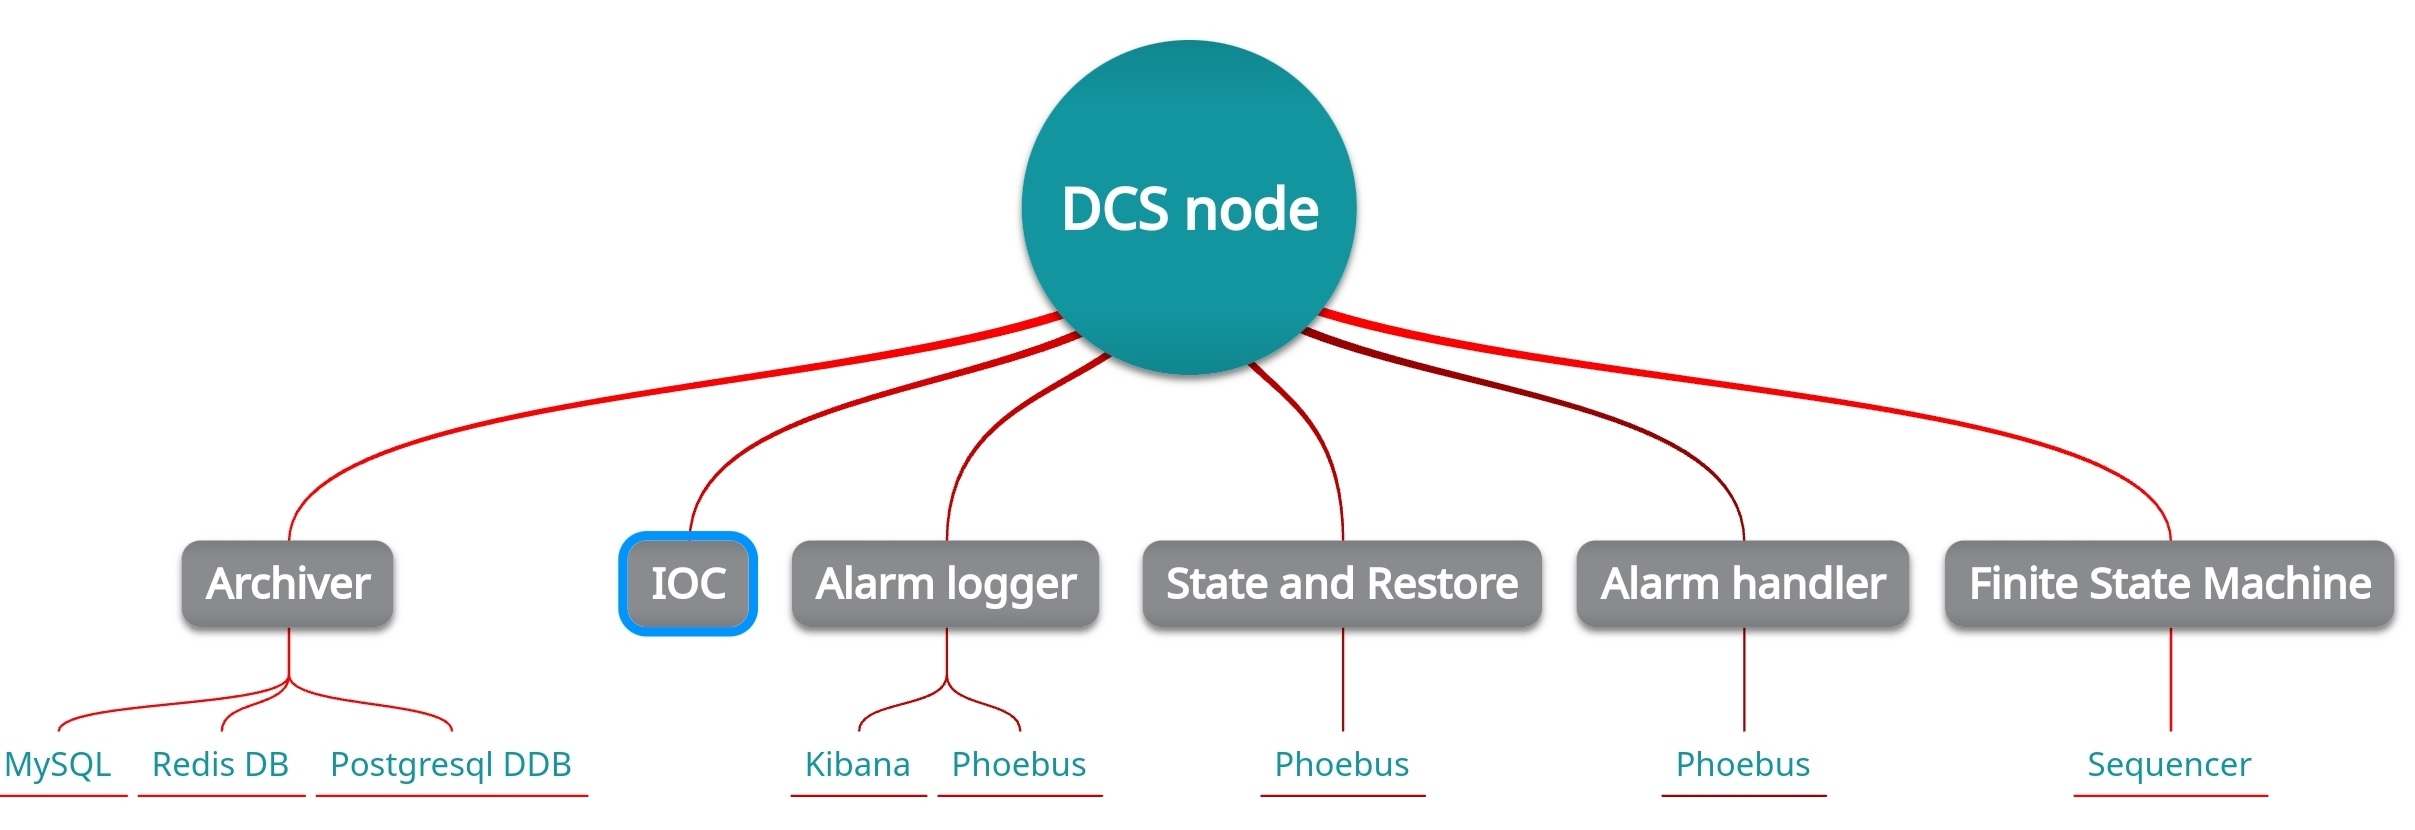 DCS node
Archiver
IOC
Alarm logger
State and Restore
Alarm handler
Finite State Machine
MySQL
Redis DB
Postgresql DDB
Kibana
Phoebus
Phoebus
Phoebus
Sequencer